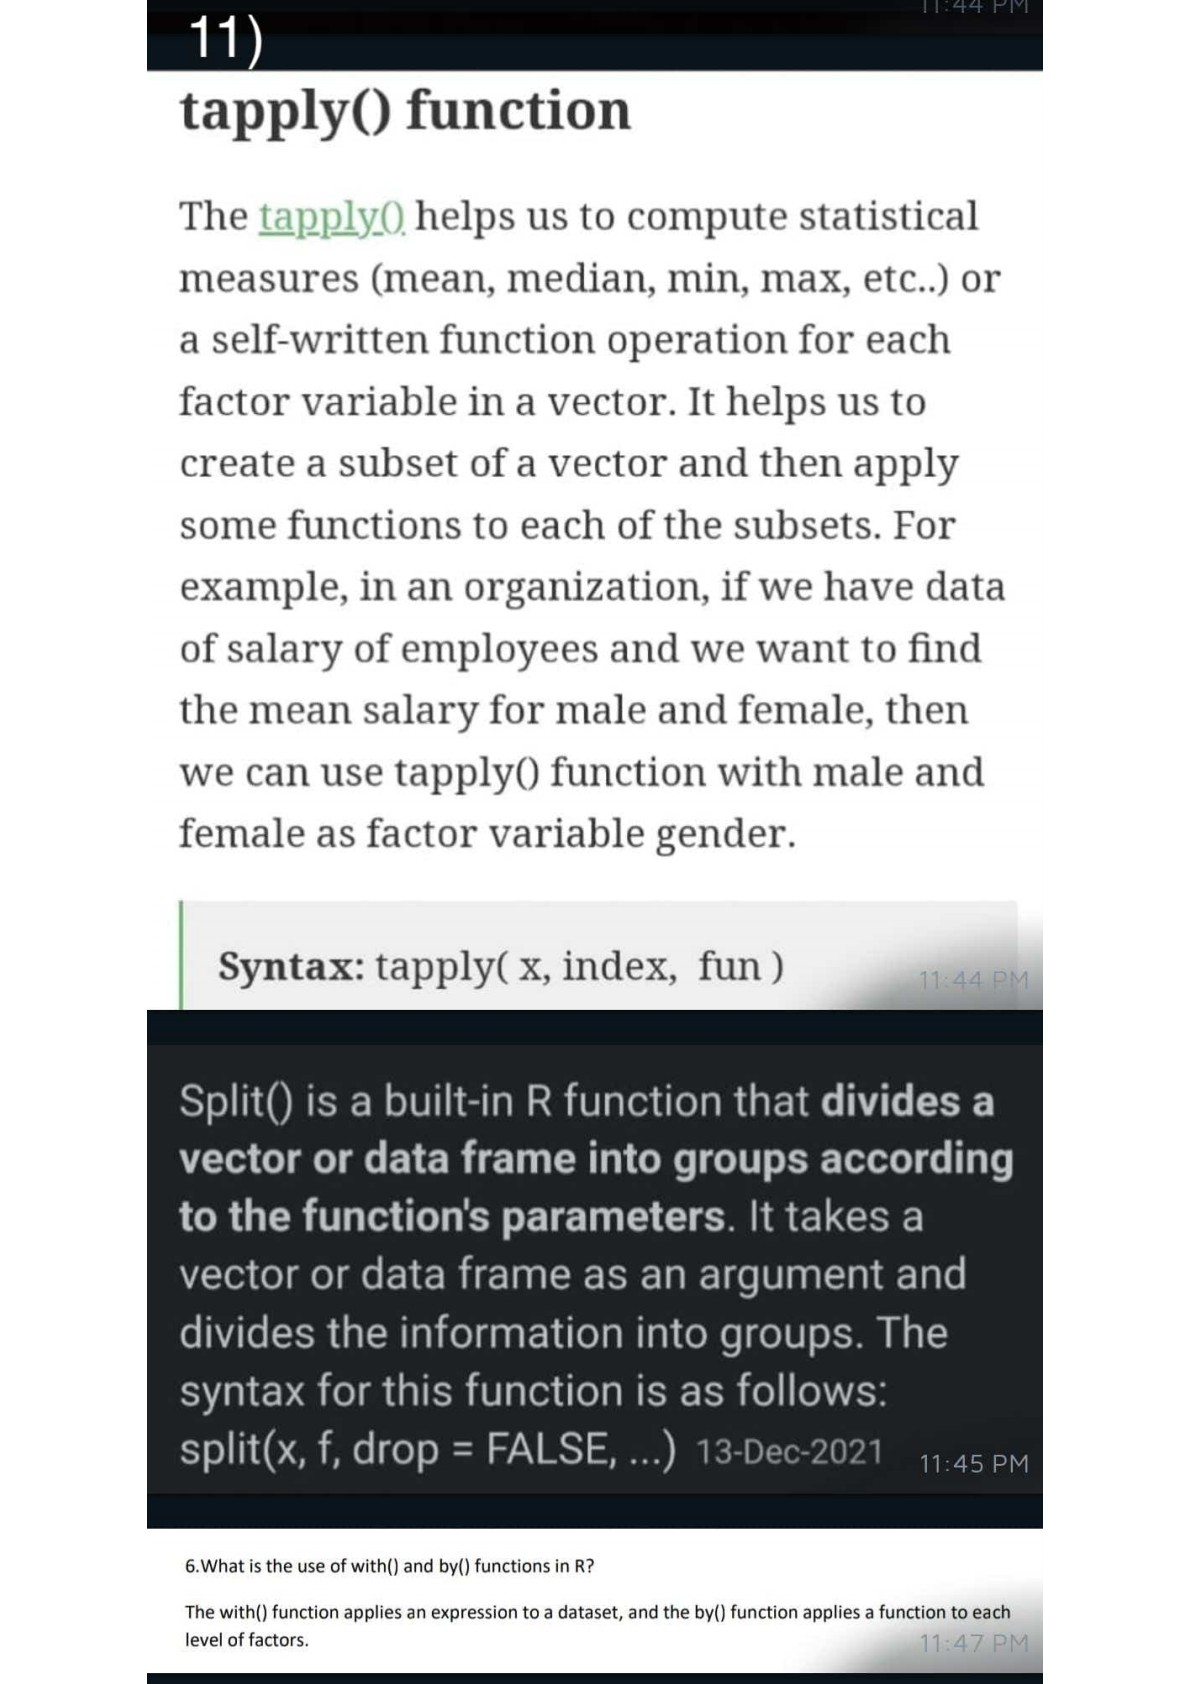 11:44 PM
11)
tapply() function
The tapply() helps us to compute statistical
measures (mean, median, min, max, etc..) or
a self-written function operation for each
factor variable in a vector. It helps us to
create a subset of a vector and then apply
some functions to each of the subsets. For
example, in an organization, if we have data
of salary of employees and we want to find
the mean salary for male and female, then
we can use tapply() function with male and
female as factor variable gender.
Syntax: tapply( x, index, fun )
11:44 PM
Split() is a built-in R function that divides a
vector or data frame into groups according
to the function's parameters. It takes a
vector or data frame as an argument and
divides the information into groups. The
syntax for this function is as follows:
split(x, f, drop = FALSE, ...) 13-Dec-2021
11:45 PM
6.What is the use of with() and by() functions in R?
The with() function applies an expression to a dataset, and the by() function applies a function to each
level of factors.
11:47 PM